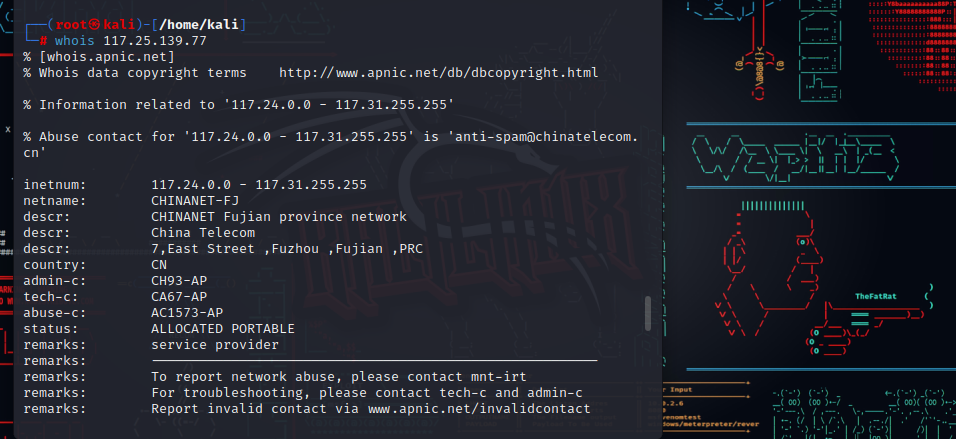 ┌──(root㉿kali)-[/home/kali]
└─# whois 117.25.139.77
% [whois.apnic.net]
% Whois data copyright terms    http://www.apnic.net/db/dbcopyright.html
% Information related to '117.24.0.0 - 117.31.255.255'
% Abuse contact for '117.24.0.0 - 117.31.255.255' is 'anti-spam@chinatelecom.
cn'
inetnum:        117.24.0.0 - 117.31.255.255
netname:        CHINANET-FJ
descr:          CHINANET Fujian province network
descr:          China Telecom
descr:          7,East Street ,Fuzhou ,Fujian ,PRC
country:        CN
admin-c:        CH93-AP
tech-c:         CA67-AP
abuse-c:        AC1573-AP
status:         ALLOCATED PORTABLE
remarks:        service provider
remarks:        --------------------------------------------------------
remarks:        To report network abuse, please contact mnt-irt
remarks:        For troubleshooting, please contact tech-c and admin-c
remarks:        Report invalid contact via www.apnic.net/invalidcontact
TheFatRat